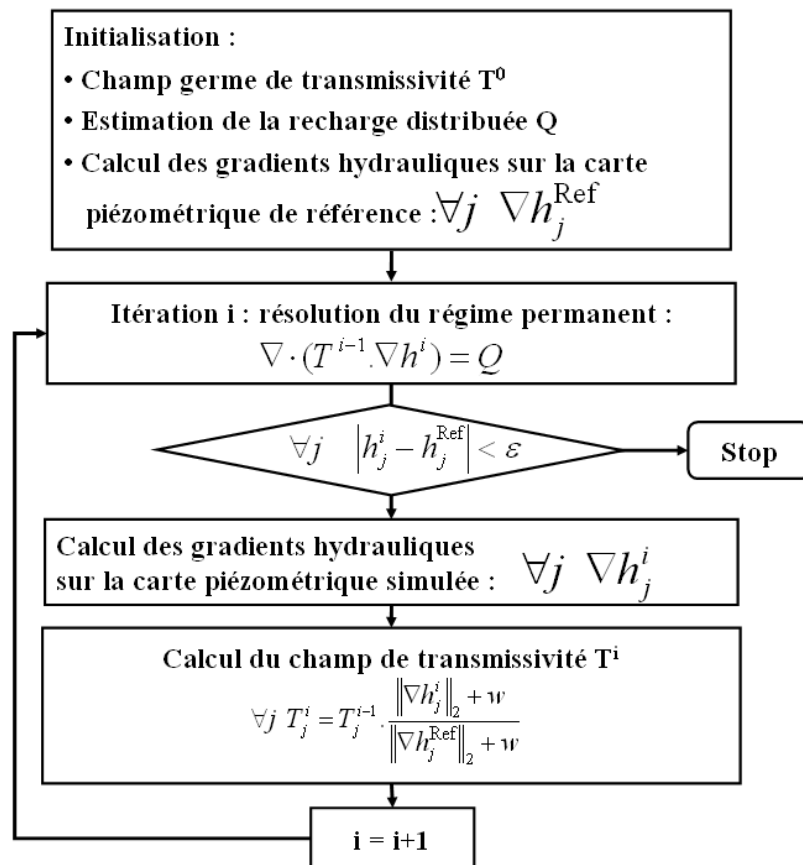 Initialisation :
• Champ germe de transmissivité T⁰
• Estimation de la recharge distribuée Q
• Calcul des gradients hydrauliques sur la carte
piézométrique de référence : ∀j ∇h_j^Ref
Itération i : résolution du régime permanent :
∇·(T^{i−1}.∇h^i) = Q
∀j |h_j^i − h_j^Ref| < ε
Stop
Calcul des gradients hydrauliques
sur la carte piézométrique simulée : ∀j ∇h_j^i
Calcul du champ de transmissivité Tⁱ
∀j T_j^i = T_j^{i−1} . (‖∇h_j^i‖₂ + w) / (‖∇h_j^Ref‖₂ + w)
i = i+1